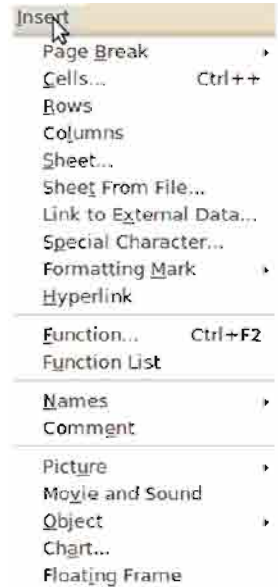 Insert
Page Break
Cells... Ctrl++
Rows
Columns
Sheet...
Sheet From File...
Link to External Data...
Special Character...
Formatting Mark
Hyperlink
Function... Ctrl+F2
Function List
Names
Comment
Picture
Movie and Sound
Object
Chart...
Floating Frame